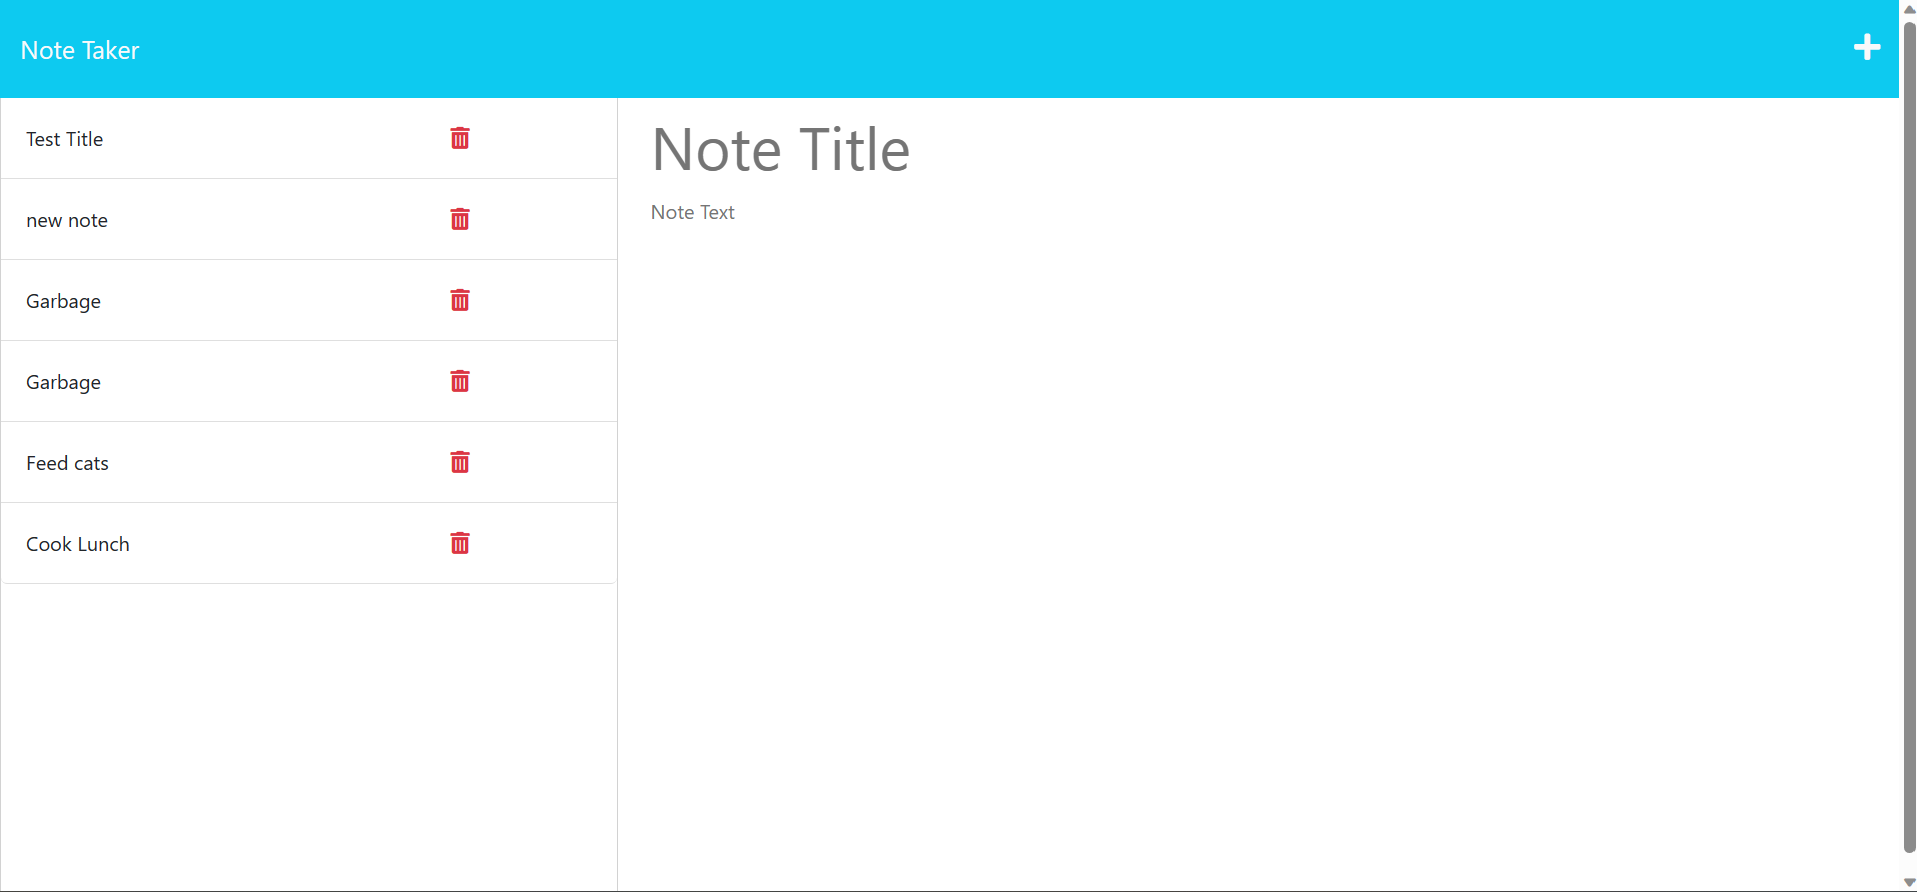 Note Taker
Test Title
new note
Garbage
Garbage
Feed cats
Cook Lunch
Note Title
Note Text